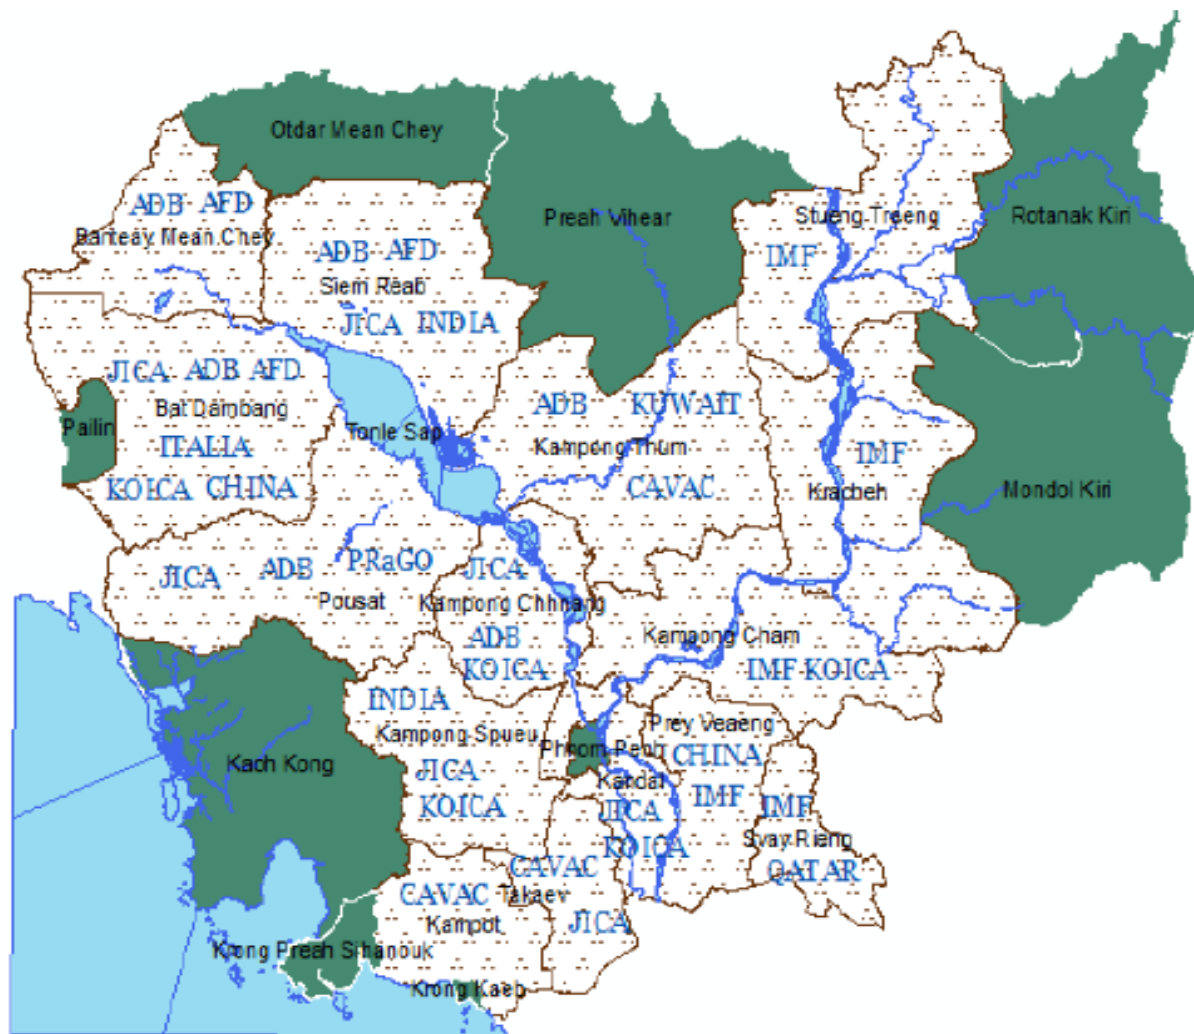 Otdar Mean Chey
ADB AFD
Banteay Mean Chey
Preah Vihear
Stueng Traeng
Rotanak Kiri
IMF
ADB AFD
Siem Reab
JICA INDIA
JICA ADB AFD
Bat Dambang
ITALIA
KOICA CHINA
Pailin
Tonle Sap
ADB KUWAIT
Kampong Thum
CAVAC
IMF
Kracheh
Mondol Kiri
JICA ADB PRaGO
Pousat
JICA
Kampong Chhnang
ADB
KOICA
Kampong Cham
IMF KOICA
INDIA
Kampong Spueu
JICA
KOICA
Kach Kong
Phnom Penh
Kandal
JICA
KOICA
Prey Veaeng
CHINA
IMF
IMF
Svay Rieng
QATAR
CAVAC
Takaev
JICA
CAVAC
Kampot
Krong Preah Sihanouk
Krong Kaeb